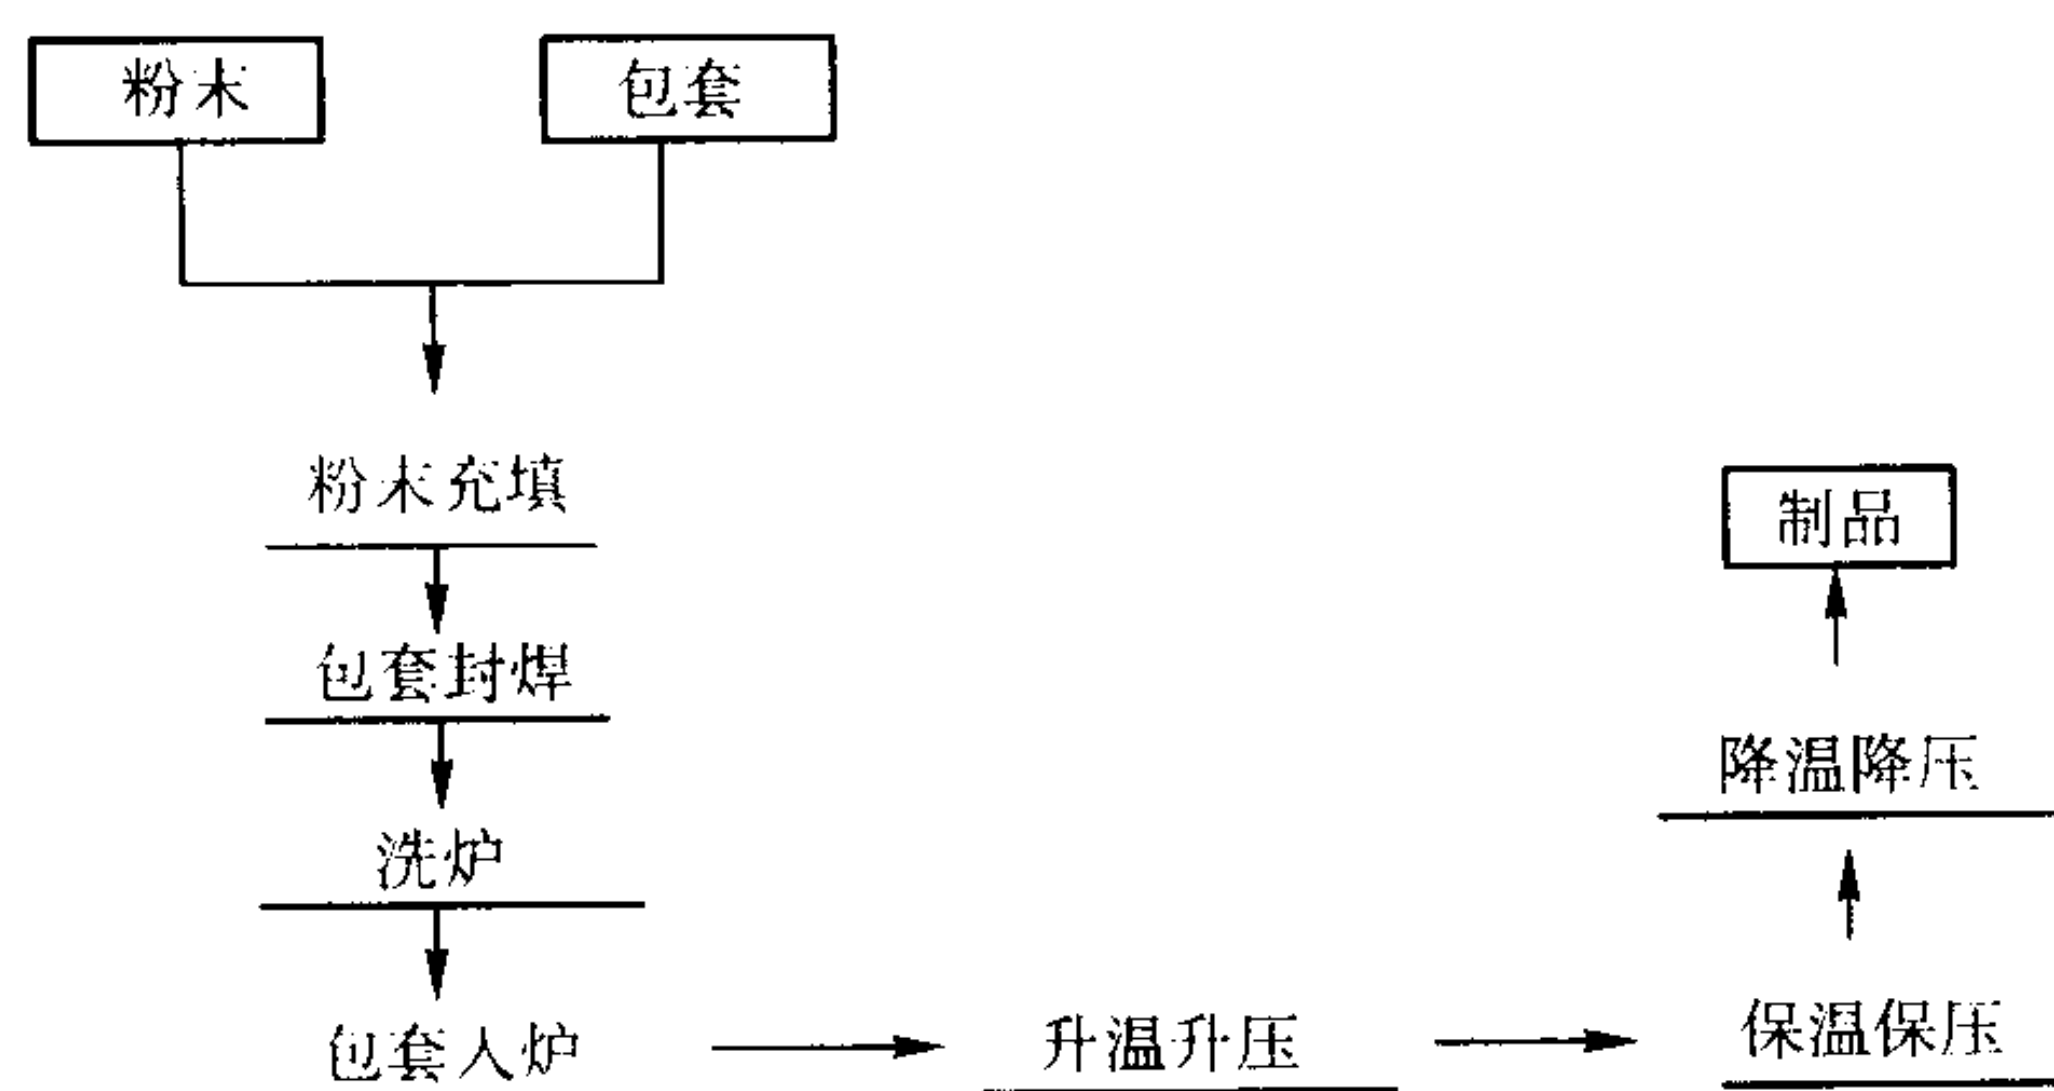 粉末
包套
粉末充填
包套封焊
洗炉
包套入炉
升温升压
保温保压
降温降压
制品